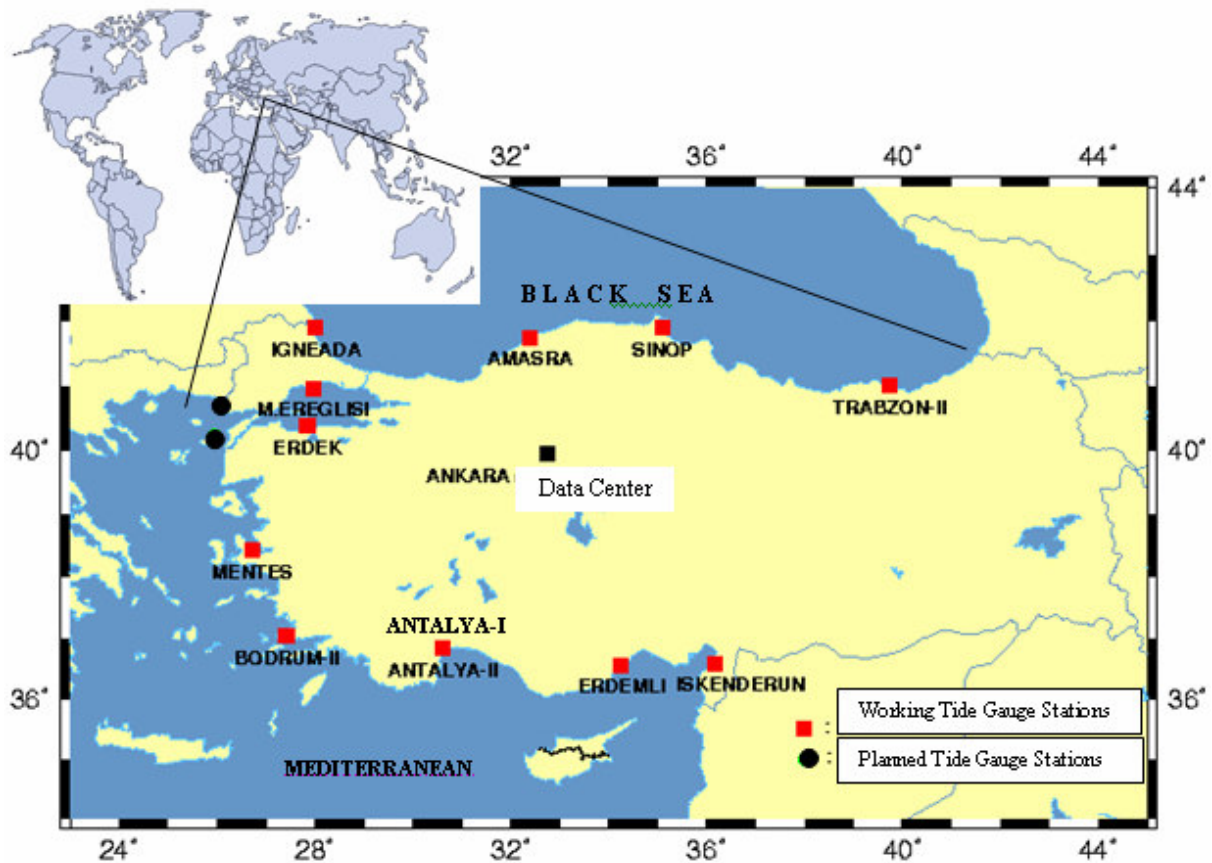 32° 36° 40° 44°
44°
BLACK SEA
IGNEADA
AMASRA
SINOP
M.EREGLISI
TRABZON-II
ERDEK
40° 40°
ANKARA
Data Center
MENTES
ANTALYA-I
BODRUM-II
ANTALYA-II
ERDEMLI
ISKENDERUN
36° 36°
: Working Tide Gauge Stations
: Planned Tide Gauge Stations
MEDITERRANEAN
24° 28° 32° 36° 40° 44°